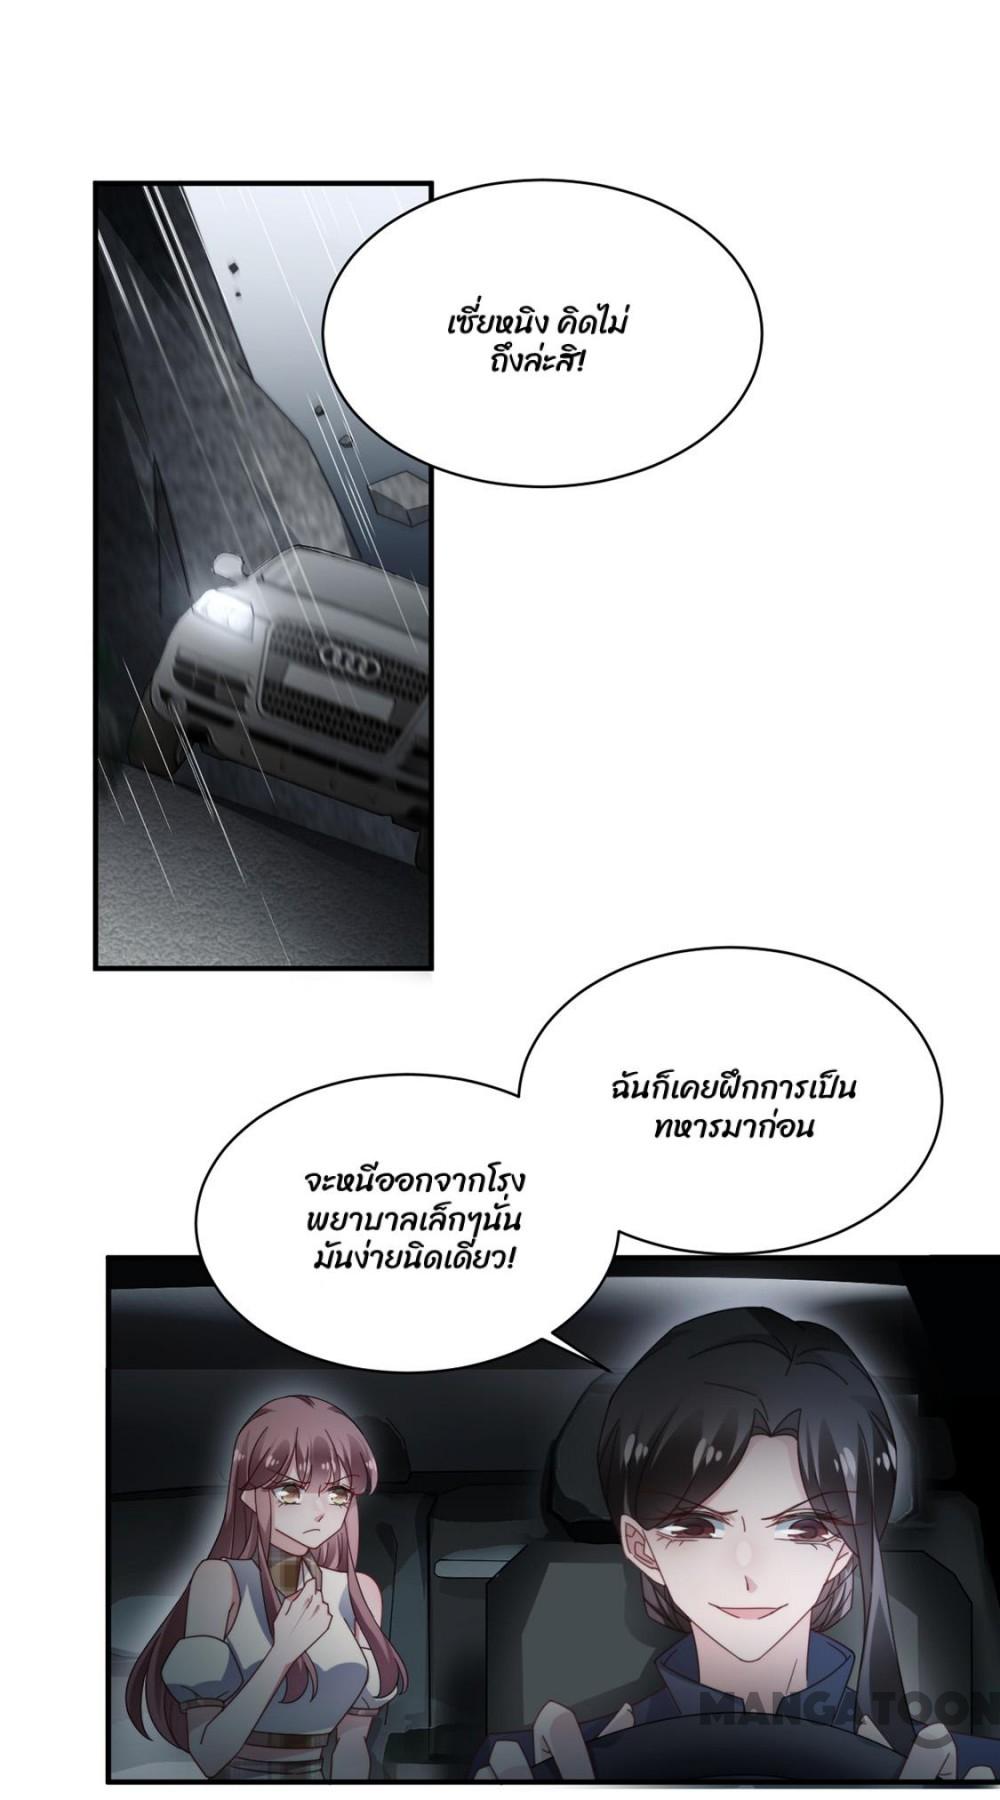 เซี่ยหนิง คิดไม่
ถึงล่ะสิ!
ฉันก็เคยฝึกการเป็น
ทหารมาก่อน
จะหนีออกจากโรง
พยาบาลเล็กๆนั่น
มันง่ายนิดเดียว!
MANGATOON